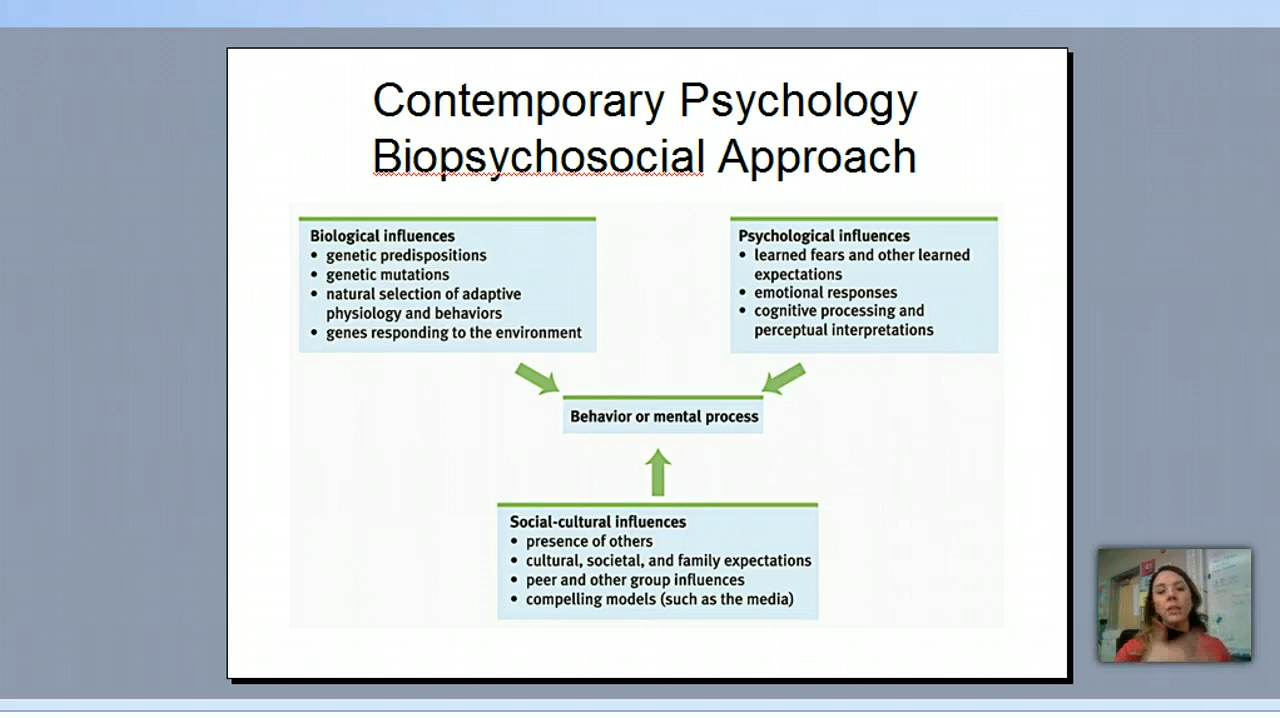 Contemporary Psychology
Biopsychosocial Approach
Biological influences
• genetic predispositions
• genetic mutations
• natural selection of adaptive
physiology and behaviors
• genes responding to the environment
Psychological influences
• learned fears and other learned
expectations
• emotional responses
• cognitive processing and
perceptual interpretations
Behavior or mental process
Social-cultural influences
• presence of others
• cultural, societal, and family expectations
• peer and other group influences
• compelling models (such as the media)